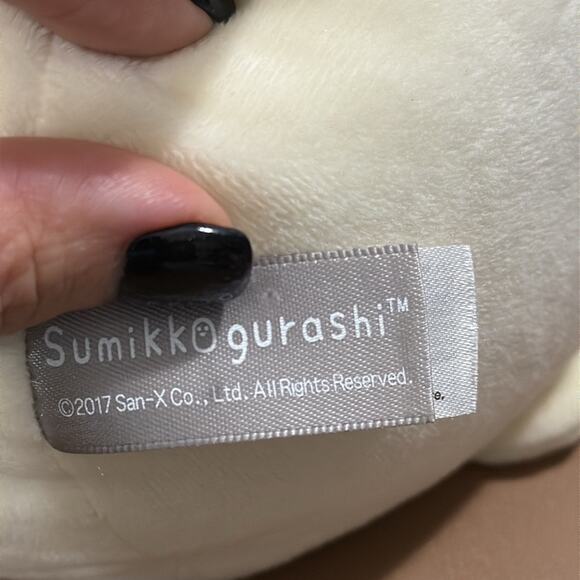 Sumikkogurashi™
©2017 San-X Co., Ltd. All Rights Reserved.
e.